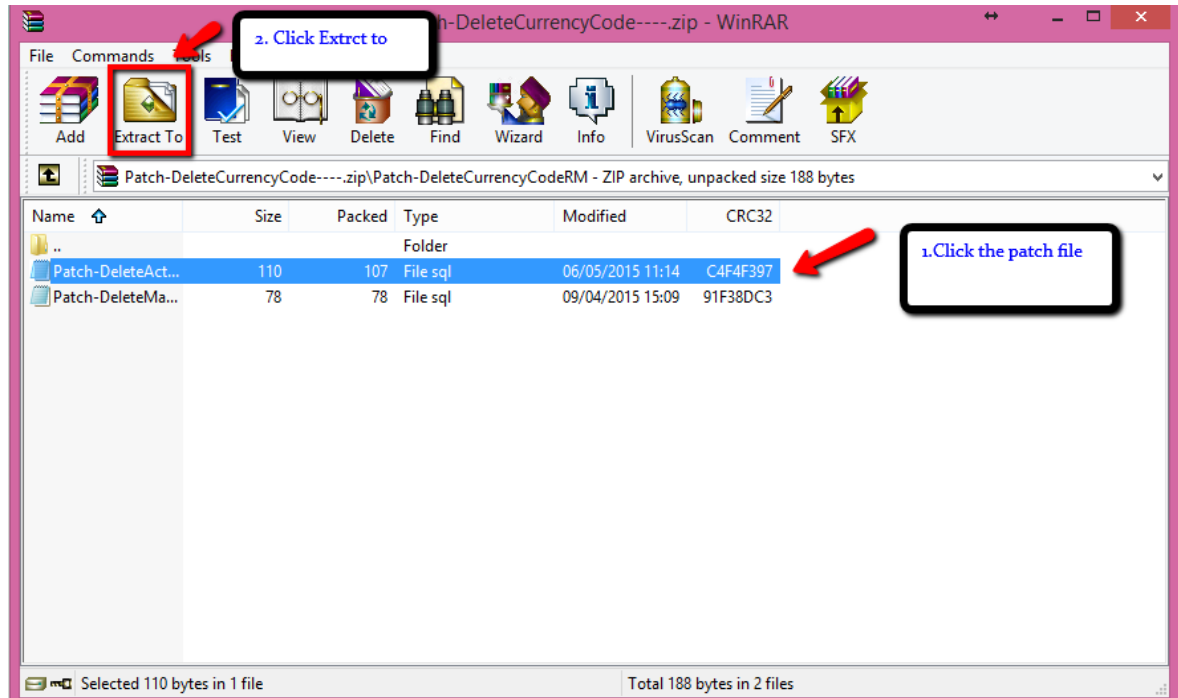 h-DeleteCurrencyCode----.zip - WinRAR
2. Click Extrct to
File Commands Tools
Add Extract To Test View Delete Find Wizard Info VirusScan Comment SFX
Patch-DeleteCurrencyCode----.zip\Patch-DeleteCurrencyCodeRM - ZIP archive, unpacked size 188 bytes
Name Size Packed Type Modified CRC32
.. Folder
Patch-DeleteAct... 110 107 File sql 06/05/2015 11:14 C4F4F397
Patch-DeleteMa... 78 78 File sql 09/04/2015 15:09 91F38DC3
1.Click the patch file
Selected 110 bytes in 1 file Total 188 bytes in 2 files